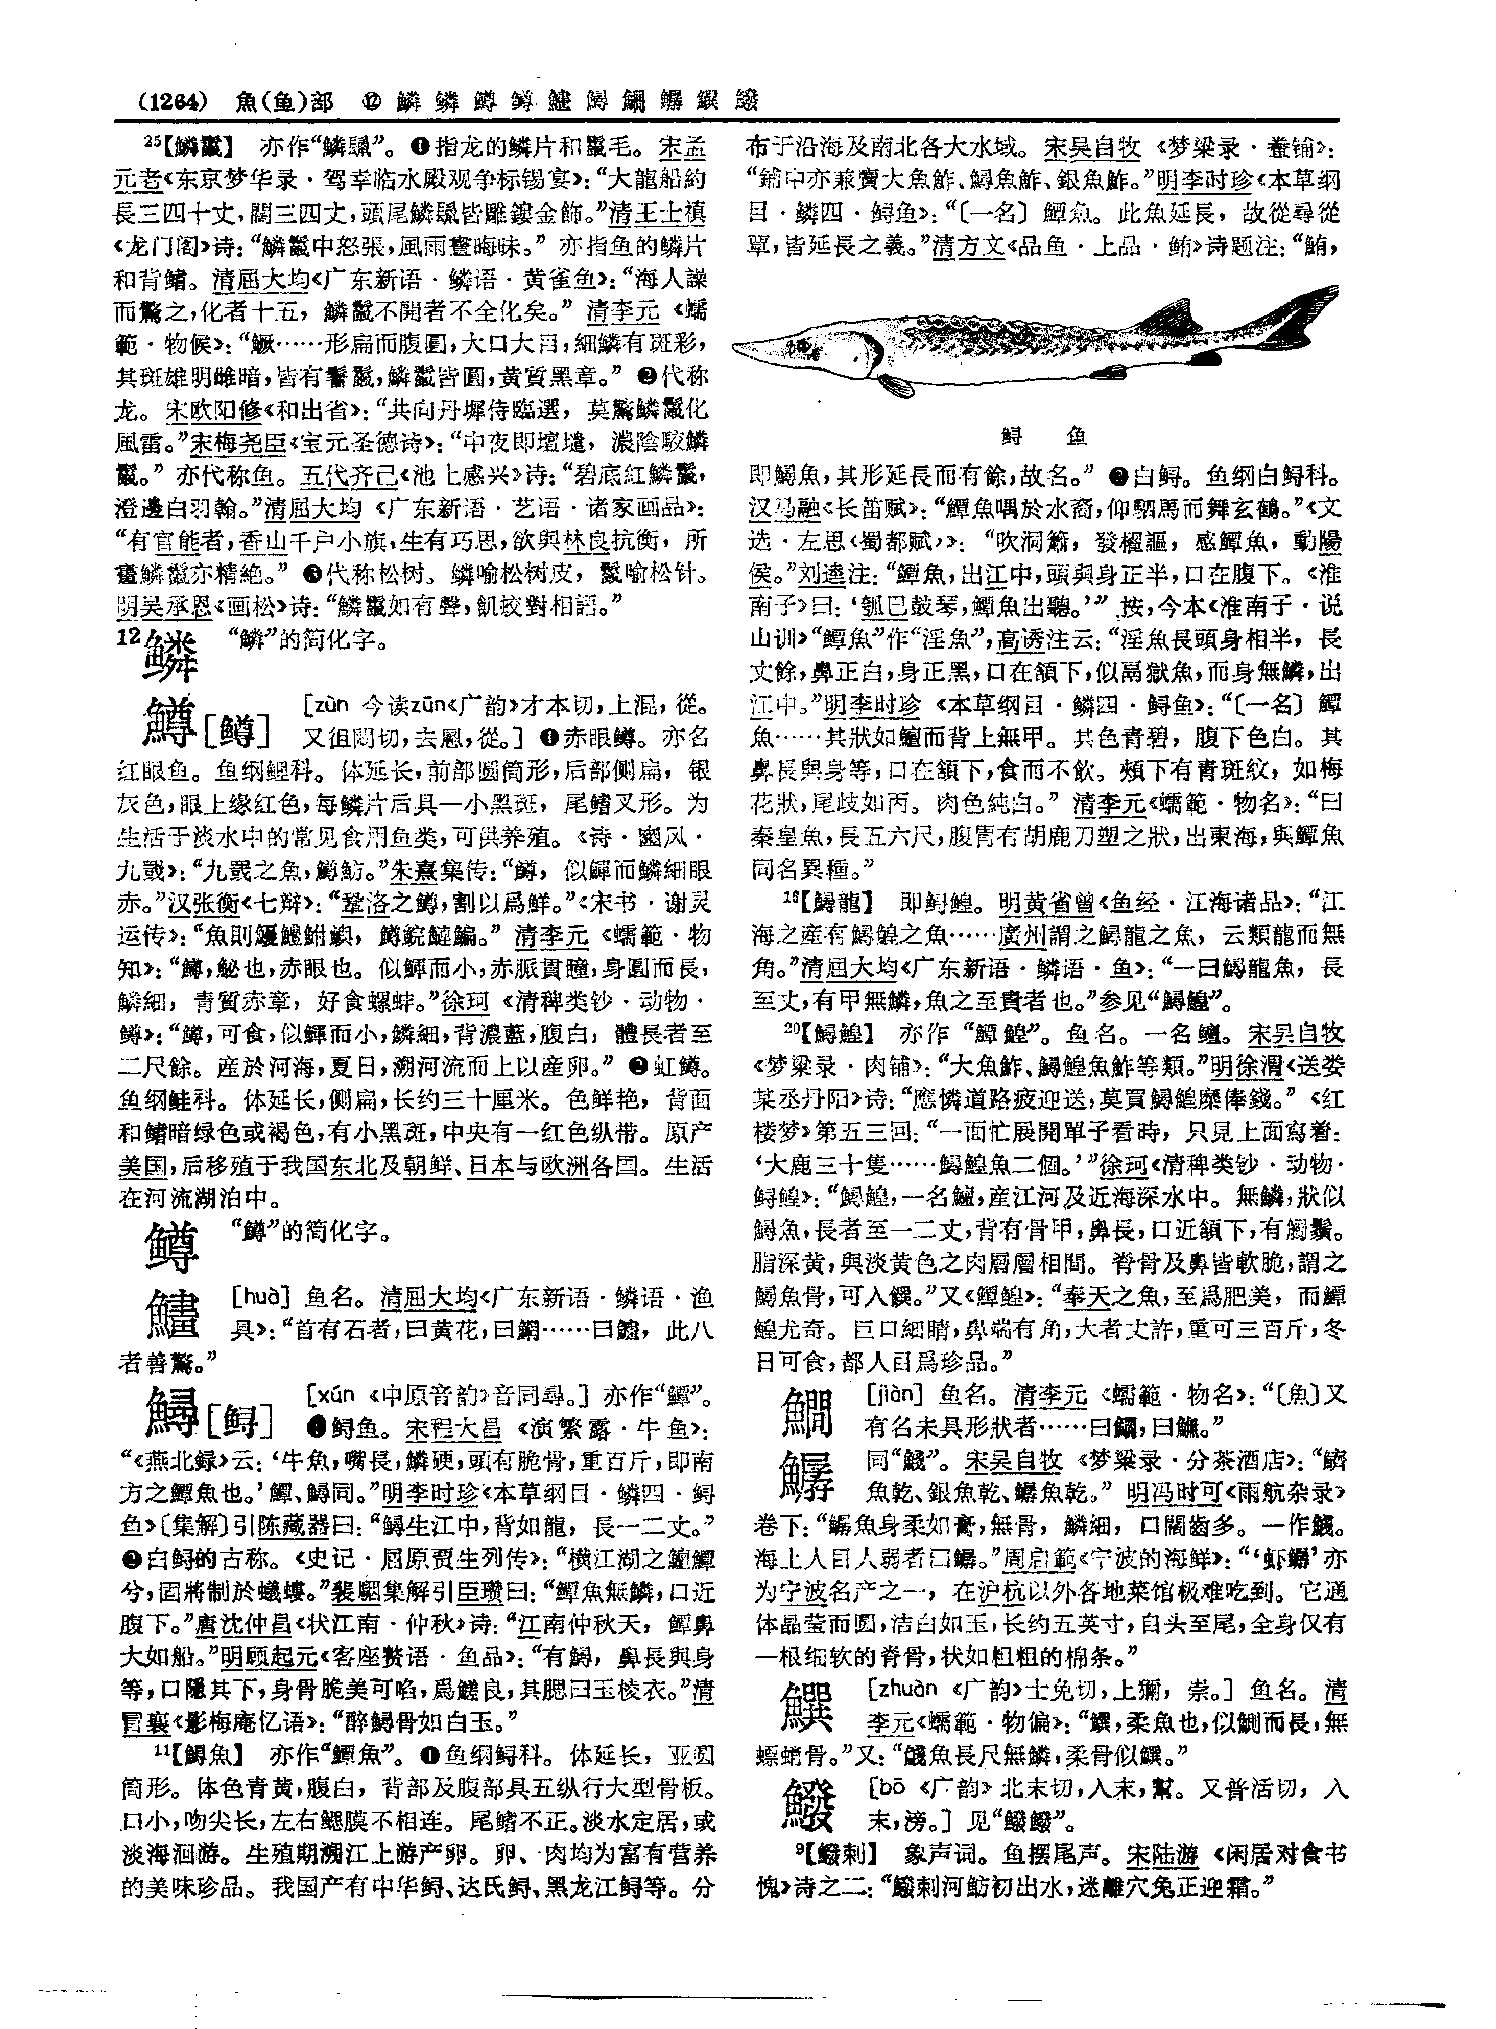 (1264) 魚(鱼)部 ⑫ 鱗 鳞 鱒 鳟 鱯 鱘 鱜 鱷 鱞 鱍
25【鱗鬣】 亦作“鱗鬛”。❶指龙的鳞片和鬣毛。宋孟
元老《东京梦华录·驾幸临水殿观争标锡宴》：“大龍船約
長三四十丈，闊三四丈，頭尾鱗鬛皆雕鏤金飾。”清王士禛
《龙门阁》诗：“鱗鬣中怒張，風雨晝晦昧。” 亦指鱼的鳞片
和背鳍。清屈大均《广东新语·鳞语·黄雀鱼》：“海人譟
而驚之，化者十五，鱗鬣不開者不全化矣。” 清李元《蠕
範·物候》：“鱖……形扁而腹圓，大口大目，細鱗有斑彩，
其斑雄明雌暗，皆有鬐鬣，鱗鬣皆圓，黄質黑章。” ❷代称
龙。宋欧阳修《和出省》：“共向丹墀侍臨選，莫驚鱗鬣化
風雷。”宋梅尧臣《宝元圣德诗》：“中夜即壇壝，濃陰駁鱗
鬣。” 亦代称鱼。五代齐己《池上感兴》诗：“碧底紅鱗鬣，
澄邊白羽翰。”清屈大均《广东新语·艺语·诸家画品》：
“有官能者，香山千户小旗，生有巧思，欲與林良抗衡，所
畫鱗鬣亦精絶。” ❸代称松树。鳞喻松树皮，鬣喻松针。
明吴承恩《画松》诗：“鱗鬣如有聲，飢蛟對相語。”
12鳞 “鱗”的简化字。
鱒[鳟] [zùn 今读zūn《广韵》才本切，上混，從。
又徂悶切，去慁，從。] ❶赤眼鳟。亦名
红眼鱼。鱼纲鲤科。体延长，前部圆筒形，后部侧扁，银
灰色，眼上缘红色，每鳞片后具一小黑斑，尾鳍叉形。为
生活于淡水中的常见食用鱼类，可供养殖。《诗·豳风·
九罭》：“九罭之魚，鱒魴。”朱熹集传：“鱒，似鯶而鱗細眼
赤。”汉张衡《七辩》：“鞏洛之鱒，割以爲鮮。”《宋书·谢灵
清李元《蠕範·物
知》：“鱒，鮅也，赤眼也。似鯶而小，赤脈貫瞳，身圓而長，
鱗細，青質赤章，好食螺蚌。”徐珂《清稗类钞·动物·
鳟》：“鱒，可食，似鯶而小，鱗細，背濃藍，腹白，體長者至
二尺餘。産於河海，夏日，溯河流而上以産卵。” ❷虹鳟。
鱼纲鲑科。体延长，侧扁，长约三十厘米。色鲜艳，背面
和鳍暗绿色或褐色，有小黑斑，中央有一红色纵带。原产
美国，后移殖于我国东北及朝鲜、日本与欧洲各国。生活
在河流湖泊中。
鳟 “鱒”的简化字。
[huà] 鱼名。清屈大均《广东新语·鳞语·渔
具》：“首有石者，曰黄花，此八
者善驚。”
鱘[鲟] [xún 《中原音韵》音同尋。] 亦作“鱏”。
❶鲟鱼。宋程大昌《演繁露·牛鱼》：
“《燕北録》云：‘牛魚，嘴長，鱗硬，頭有脆骨，重百斤，即南
方之鱏魚也。’鱏、鱘同。”明李时珍《本草纲目·鳞四·鲟
鱼》〔集解〕引陈藏器曰：“鱘生江中，背如龍，長一二丈。”
❷白鲟的古称。《史记·屈原贾生列传》：“横江湖之鱣鱏
兮，固將制於蟻螻。”裴駰集解引臣瓒曰：“鱏魚無鱗，口近
腹下。”唐沈仲昌《状江南·仲秋》诗：“江南仲秋天，鱏鼻
大如船。”明顾起元《客座赘语·鱼品》：“有鱘，鼻長與身
等，口隱其下，身骨脆美可啗，爲鮓良，其腮曰玉棱衣。”清
冒襄《影梅庵忆语》：“醉鱘骨如白玉。”
11【鱘魚】 亦作“鱏魚”。❶鱼纲鲟科。体延长，亚圆
筒形。体色青黄，腹白，背部及腹部具五纵行大型骨板。
口小，吻尖长，左右鳃膜不相连。尾鳍不正。淡水定居，或
淡海洄游。生殖期溯江上游产卵。卵、肉均为富有营养
的美味珍品。我国产有中华鲟、达氏鲟、黑龙江鲟等。分
布于沿海及南北各大水域。宋吴自牧《梦粱录·鲞铺》：
“鋪中亦兼賣大魚鮓、鱘魚鮓、銀魚鮓。”明李时珍《本草纲
目·鳞四·鲟鱼》：“〔一名〕鱏魚。此魚延長，故從尋從
覃，皆延長之義。”清方文《品鱼·上品·鲔》诗题注：“鮪，
鲟 鱼
即鱘魚，其形延長而有餘，故名。” ❷白鲟。鱼纲白鲟科。
汉马融《长笛赋》：“鱏魚喁於水裔，仰駟馬而舞玄鶴。”《文
选·左思〈蜀都赋〉》：“吹洞簫，發櫂謳，感鱏魚，動陽
侯。”刘逵注：“鱏魚，出江中，頭與身正半，口在腹下。《淮
南子》曰：‘瓠巴鼓琴，鱏魚出聽。’”按，今本《淮南子·说
山训》“鱏魚”作“淫魚”，高诱注云：“淫魚長頭身相半，長
丈餘，鼻正白，身正黑，口在頷下，似鬲獄魚，而身無鱗，出
江中。”明李时珍《本草纲目·鳞四·鲟鱼》：“〔一名〕鱏
魚……其狀如鱣而背上無甲。其色青碧，腹下色白。其
鼻長與身等，口在頷下，食而不飲。頰下有青斑紋，如梅
花狀，尾歧如丙。肉色純白。” 清李元《蠕範·物名》：“曰
秦皇魚，長五六尺，腹胃有胡鹿刀槊之狀，出東海，與鱏魚
同名異種。”
16【鱘龍】 即鲟鳇。明黄省曾《鱼经·江海诸品》：“江
海之産有鱘鰉之魚……廣州謂之鱘龍之魚，云類龍而無
角。”清屈大均《广东新语·鳞语·鱼》：“一曰鱘龍魚，長
至丈，有甲無鱗，魚之至貴者也。”参见“鱘鰉”。
20【鱘鰉】 亦作“鱏鰉”。鱼名。一名鱣。宋吴自牧
《梦粱录·肉铺》：“大魚鮓、鱘鰉魚鮓等類。”明徐渭《送娄
某丞丹阳》诗：“應憐道路疲迎送，莫買鱘鰉縻俸錢。”《红
楼梦》第五三回：“一面忙展開單子看時，只見上面寫着：
‘大鹿三十隻……鱘鰉魚二個。’”徐珂《清稗类钞·动物·
鲟鳇》：“鱘鰉，一名鱣，産江河及近海深水中。無鱗，狀似
鱘魚，長者至一二丈，背有骨甲，鼻長，口近頷下，有觸鬚。
脂深黄，與淡黄色之肉層層相間。脊骨及鼻皆軟脆，謂之
鱘魚骨，可入饌。”又《鱏鳇》：“奉天之魚，至爲肥美，而鱏
鰉尤奇。巨口細睛，鼻端有角，大者丈許，重可三百斤，冬
日可食，都人目爲珍品。”
鱜 [jiàn] 鱼名。清李元《蠕範·物名》：“〔魚〕又
有名未具形狀者……”
鱷 同“鱥”。宋吴自牧《梦粱录·分茶酒店》：
魚乾、銀魚乾” 明冯时可《雨航杂录》
卷下：“魚身柔如膏，無骨，鱗細，口闊齒多。
海上人目人弱者曰”周启範《宁波的海鲜》：“‘虾’亦
为宁波名产之一，在沪杭以外各地菜馆极难吃到。它通
体晶莹而圆，洁白如玉，长约五英寸，自头至尾，全身仅有
一根细软的脊骨，状如粗粗的棉条。”
[zhuàn 《广韵》士免切，上獮，崇。] 鱼名。清
李元《蠕範·物偏》：“柔魚也，似鰂而長，無
螵蛸骨。”又：“魚長尺無鱗，柔骨”
鱍 [bō 《广韵》北末切，入末，幫。又普活切，入
末，滂。] 见“鱍鱍”。
9【鱍剌】 象声词。鱼摆尾声。宋陆游《闲居对食书
愧》诗之二：“鱍剌河魴初出水，迷離穴兔正迎霜。”